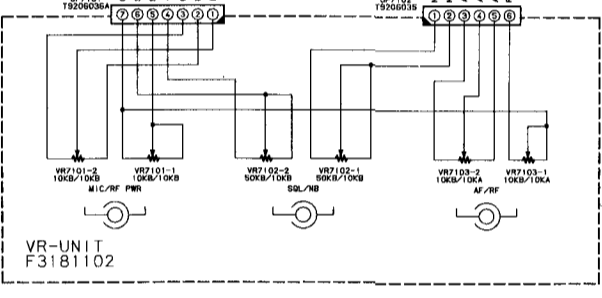 T9206036A
T9206035
7 6 5 4 3 2 1
1 2 3 4 5 6
VR7101-2
10KB/10KB
VR7101-1
10KB/10KB
VR7102-2
50KB/10KB
VR7102-1
50KB/10KB
VR7103-2
10KB/10KA
VR7103-1
10KB/10KA
MIC/RF PWR
SQL/NB
AF/RF
VR-UNIT
F3181102